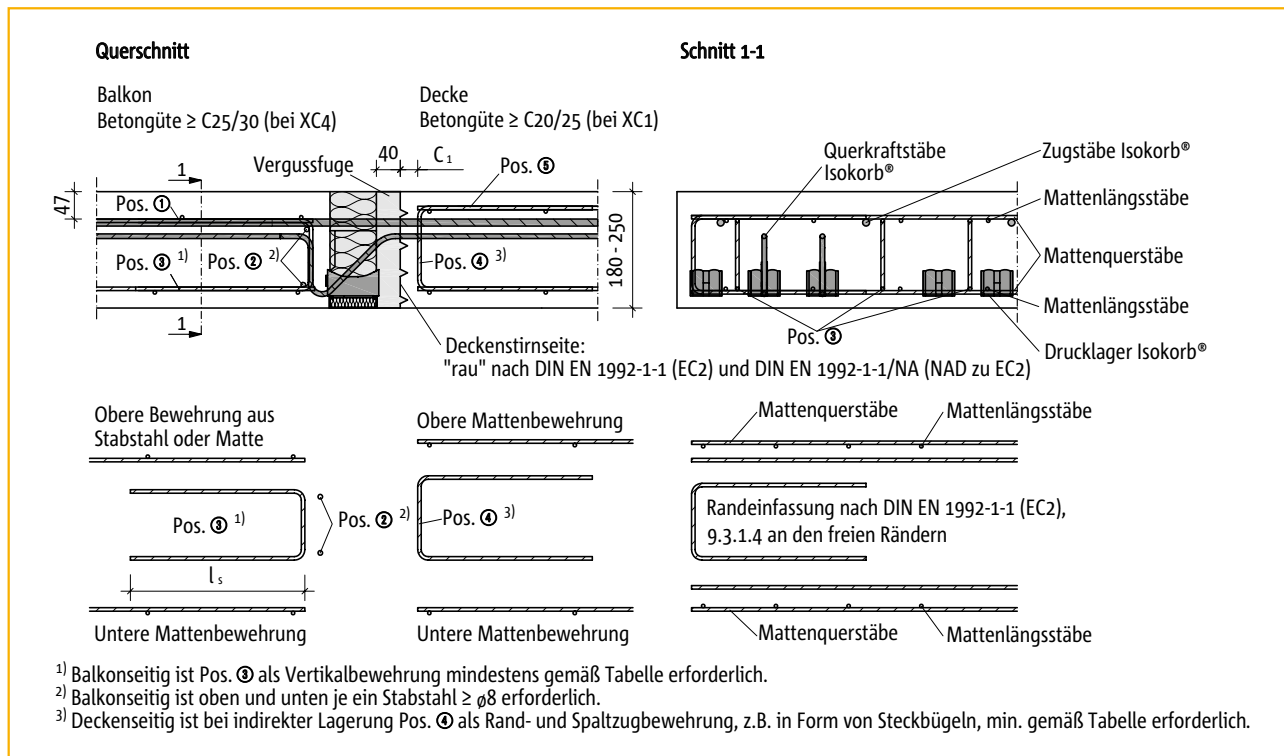 Querschnitt
Schnitt 1-1
Balkon
Betongüte ≥ C25/30 (bei XC4)
Decke
Betongüte ≥ C20/25 (bei XC1)
1
Vergussfuge
40
C₁
Pos. ⑤
Querkraftstäbe
Isokorb®
Zugstäbe Isokorb®
47
Pos. ①
Mattenlängsstäbe
Pos. ③ ¹⁾
Pos. ② ²⁾
Pos. ④ ³⁾
180 - 250
Mattenquerstäbe
Mattenlängsstäbe
1
Pos. ③
Drucklager Isokorb®
Deckenstirnseite:
"rau" nach DIN EN 1992-1-1 (EC2) und DIN EN 1992-1-1/NA (NAD zu EC2)
Obere Bewehrung aus
Stabstahl oder Matte
Obere Mattenbewehrung
Mattenquerstäbe
Mattenlängsstäbe
Pos. ③ ¹⁾
Pos. ② ²⁾
Pos. ④ ³⁾
Randeinfassung nach DIN EN 1992-1-1 (EC2),
9.3.1.4 an den freien Rändern
l s
Untere Mattenbewehrung
Untere Mattenbewehrung
Mattenquerstäbe
Mattenlängsstäbe
¹⁾ Balkonseitig ist Pos. ③ als Vertikalbewehrung mindestens gemäß Tabelle erforderlich.
²⁾ Balkonseitig ist oben und unten je ein Stabstahl ≥ ø8 erforderlich.
³⁾ Deckenseitig ist bei indirekter Lagerung Pos. ④ als Rand- und Spaltzugbewehrung, z.B. in Form von Steckbügeln, min. gemäß Tabelle erforderlich.